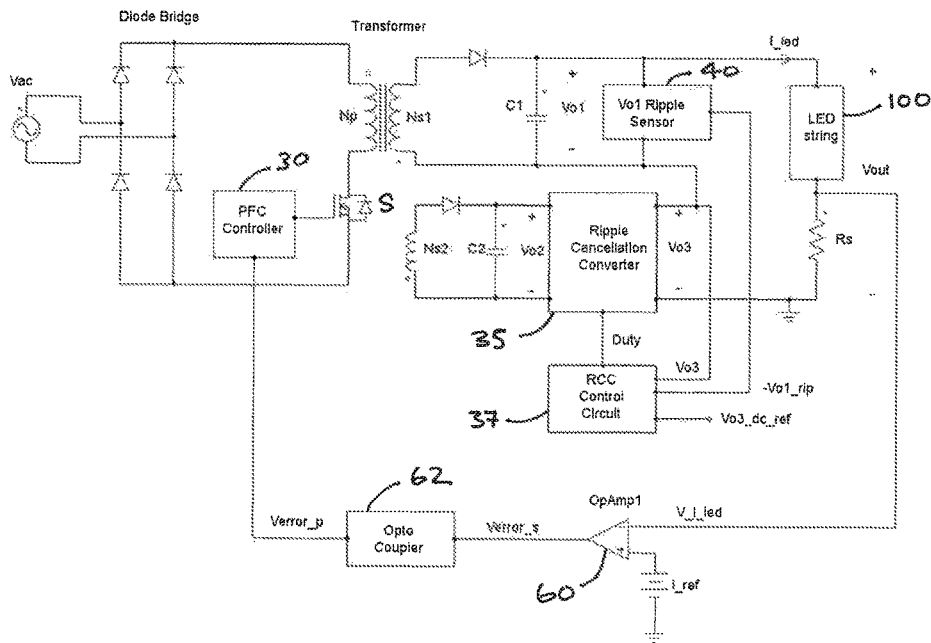 Diode Bridge
Transformer
Vac
Np
Ns1
C1
+
Vo1
-
I_led
40
Vo1 Ripple
Sensor
+
LED
string
100
Vout
Rs
-
30
PFC
Controller
S
Ns2
C2
+
Vo2
-
Ripple
Cancellation
Converter
+
Vo3
-
35
Duty
Vo3
-Vo1_rip
RCC
Control
Circuit
37
Vo3_dc_ref
62
OpAmp1
Verror_p
Opto
Coupler
Verror_s
V_I_led
60
I_ref